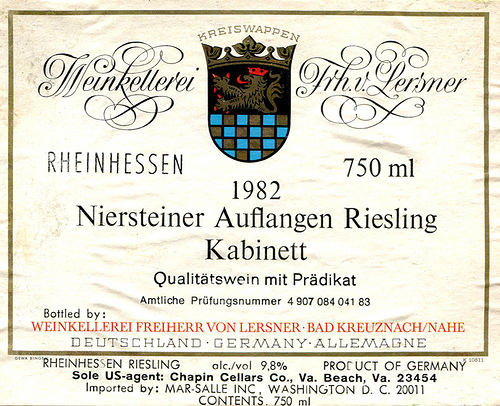 KREISWAPPEN
Weinkellerei Frh. v. Lersner
RHEINHESSEN 750 ml
1982
Niersteiner Auflangen Riesling
Kabinett
Qualitätswein mit Prädikat
Amtliche Prüfungsnummer 4 907 084 041 83
Bottled by:
WEINKELLEREI FREIHERR VON LERSNER · BAD KREUZNACH/NAHE
DEUTSCHLAND · GERMANY · ALLEMAGNE
K 10811
RHEINHESSEN RIESLING alc./vol 9,8% PRODUCT OF GERMANY
Sole US-agent: Chapin Cellars Co., Va. Beach, Va. 23454
Imported by: MAR-SALLE INC, WASHINGTON D. C. 20011
CONTENTS. 750 ml